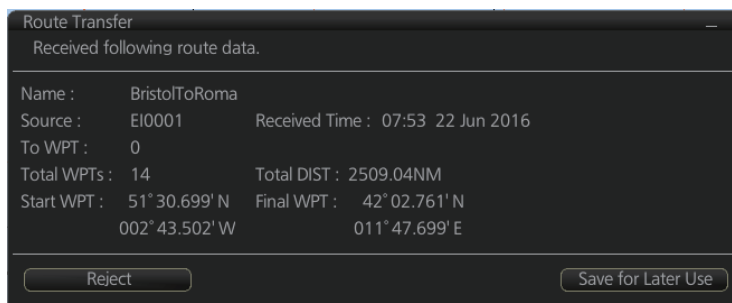 Route Transfer
Received following route data.
Name : BristolToRoma
Source : EI0001 Received Time : 07:53 22 Jun 2016
To WPT : 0
Total WPTs : 14 Total DIST : 2509.04NM
Start WPT : 51°30.699' N Final WPT : 42°02.761' N
002°43.502' W 011°47.699' E
Reject Save for Later Use